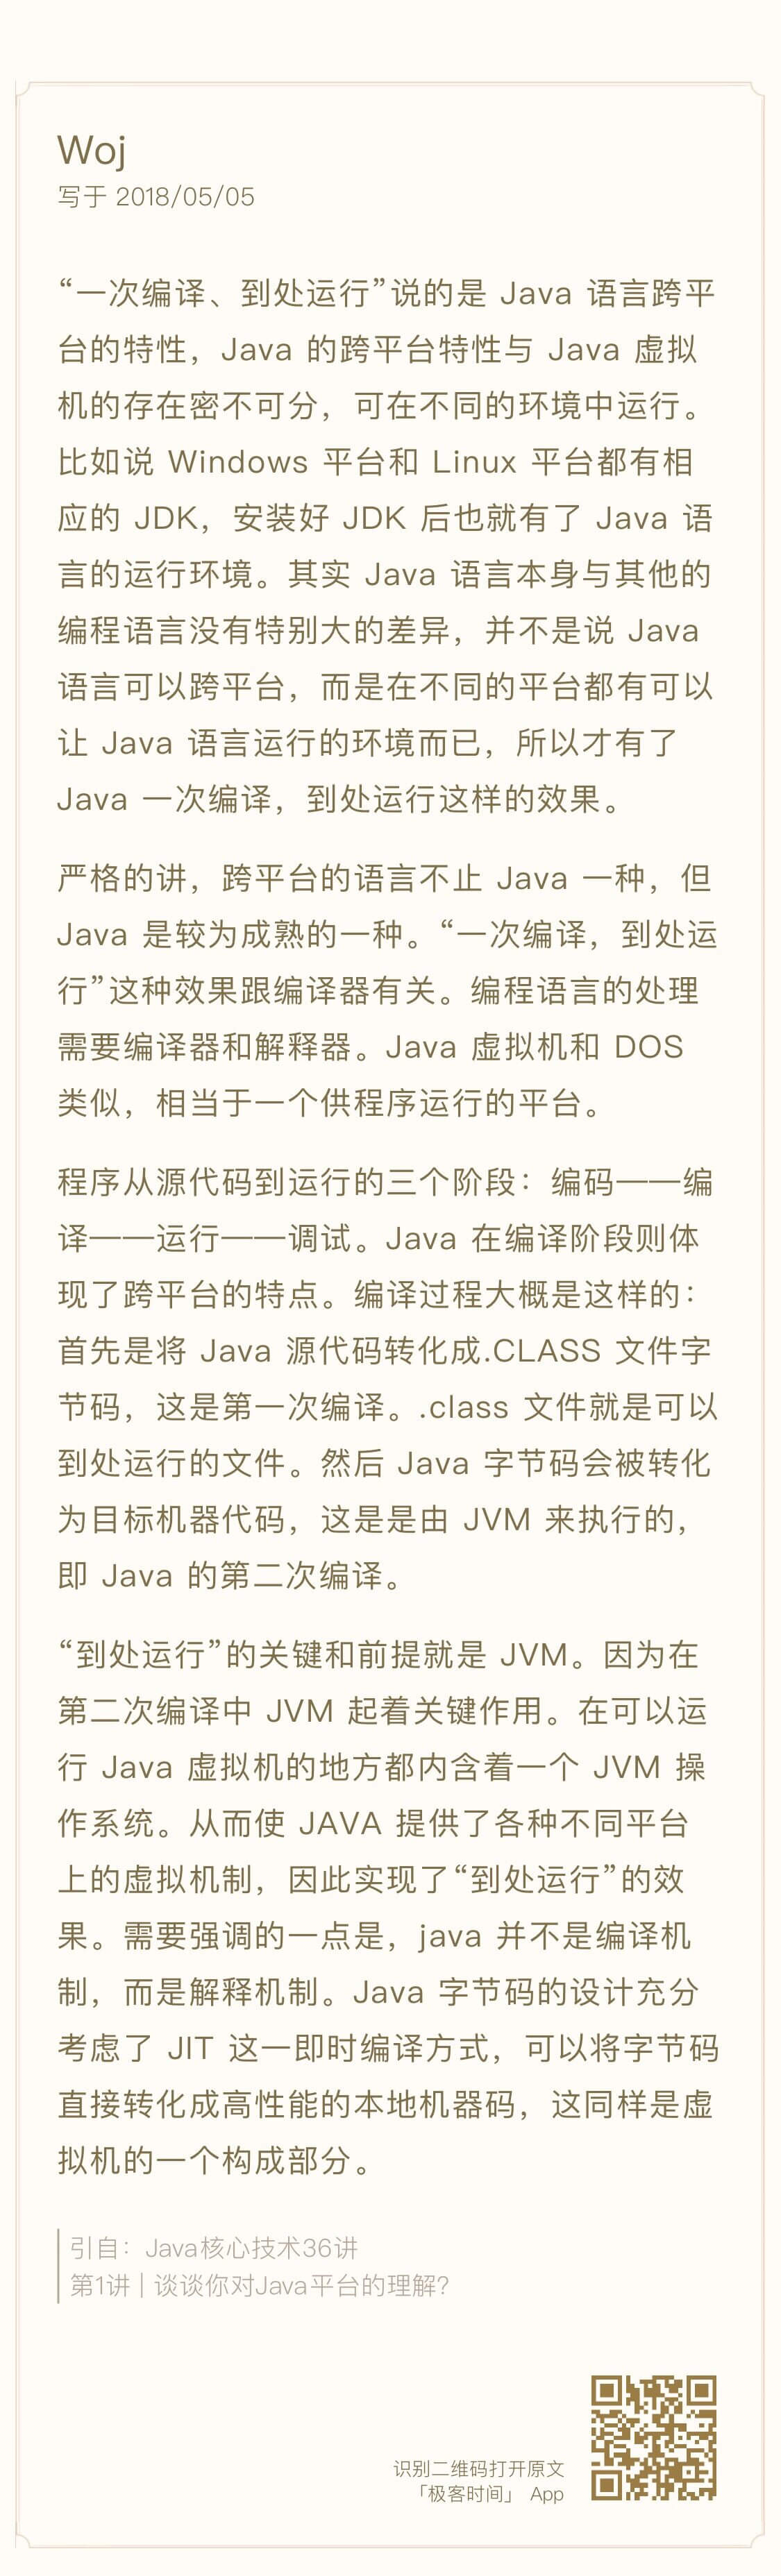 Woj
写于 2018/05/05
“一次编译、到处运行”说的是 Java 语言跨平
台的特性，Java 的跨平台特性与 Java 虚拟
机的存在密不可分，可在不同的环境中运行。
比如说 Windows 平台和 Linux 平台都有相
应的 JDK，安装好 JDK 后也就有了 Java 语
言的运行环境。其实 Java 语言本身与其他的
编程语言没有特别大的差异，并不是说 Java
语言可以跨平台，而是在不同的平台都有可以
让 Java 语言运行的环境而已，所以才有了
Java 一次编译，到处运行这样的效果。
严格的讲，跨平台的语言不止 Java 一种，但
Java 是较为成熟的一种。“一次编译，到处运
行”这种效果跟编译器有关。编程语言的处理
需要编译器和解释器。Java 虚拟机和 DOS
类似，相当于一个供程序运行的平台。
程序从源代码到运行的三个阶段：编码——编
译——运行——调试。Java 在编译阶段则体
现了跨平台的特点。编译过程大概是这样的：
首先是将 Java 源代码转化成.CLASS 文件字
节码，这是第一次编译。.class 文件就是可以
到处运行的文件。然后 Java 字节码会被转化
为目标机器代码，这是是由 JVM 来执行的，
即 Java 的第二次编译。
“到处运行”的关键和前提就是 JVM。因为在
第二次编译中 JVM 起着关键作用。在可以运
行 Java 虚拟机的地方都内含着一个 JVM 操
作系统。从而使 JAVA 提供了各种不同平台
上的虚拟机制，因此实现了“到处运行”的效
果。需要强调的一点是，java 并不是编译机
制，而是解释机制。Java 字节码的设计充分
考虑了 JIT 这一即时编译方式，可以将字节码
直接转化成高性能的本地机器码，这同样是虚
拟机的一个构成部分。
引自：Java核心技术36讲
第1讲 | 谈谈你对Java平台的理解?
识别二维码打开原文
「极客时间」 App